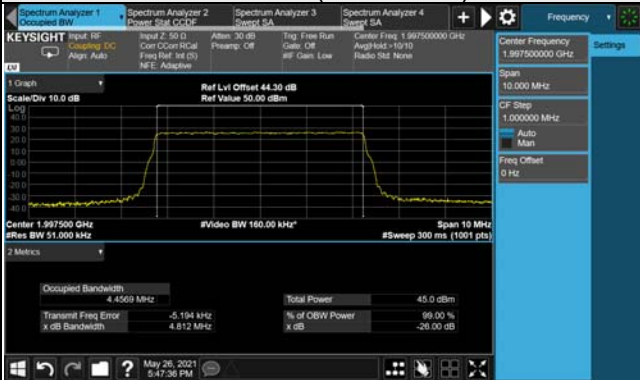 Spectrum Analyzer 1
Occupied BW
Spectrum Analyzer 2
Power Stat CCDF
Spectrum Analyzer 3
Swept SA
Spectrum Analyzer 4
Swept SA
Frequency
KEYSIGHT
Input: RF
Coupling: DC
Align: Auto
Input Z: 50 Ω
Corr CCorr RCal
Freq Ref: Int (S)
NFE: Adaptive
Atten: 30 dB
Preamp: Off
Trig: Free Run
Gate: Off
#IF Gain: Low
Center Freq: 1.997500000 GHz
Avg|Hold:>10/10
Radio Std: None
Center Frequency
1.997500000 GHz
Settings
Span
10.000 MHz
CF Step
1.000000 MHz
Auto
Man
Freq Offset
0 Hz
1 Graph
Scale/Div 10.0 dB
Ref Lvl Offset 44.30 dB
Ref Value 50.00 dBm
Log
40.0
30.0
20.0
10.0
0.00
-10.0
-20.0
-30.0
-40.0
Center 1.997500 GHz
#Res BW 51.000 kHz
#Video BW 160.00 kHz*
Span 10 MHz
#Sweep 300 ms (1001 pts)
2 Metrics
Occupied Bandwidth
4.4569 MHz
Total Power
45.0 dBm
Transmit Freq Error
-5.194 kHz
% of OBW Power
99.00 %
x dB Bandwidth
4.812 MHz
x dB
-26.00 dB
May 26, 2021
5:47:36 PM